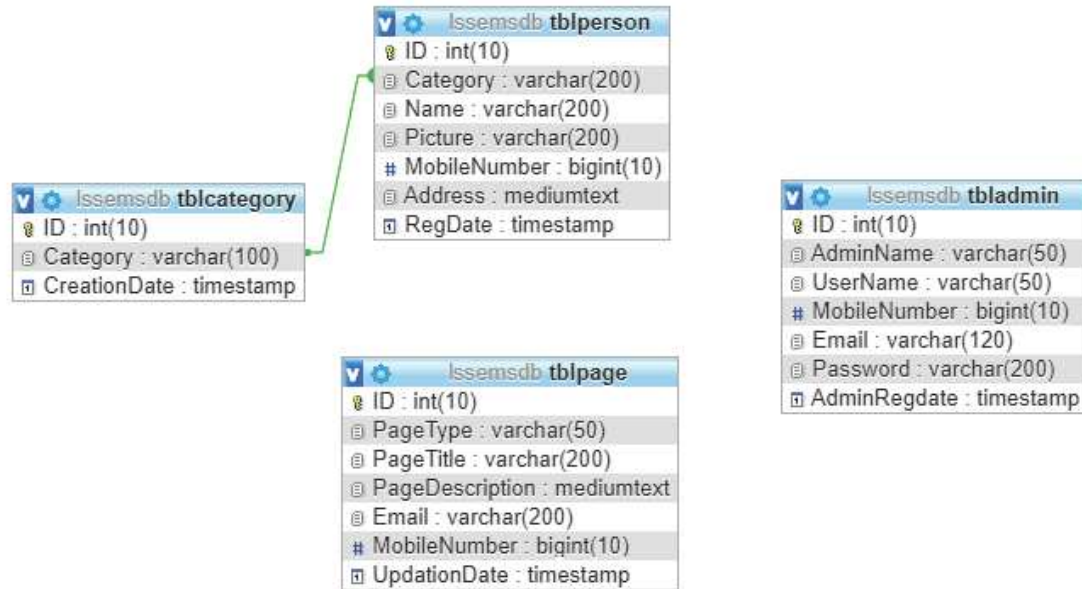 lssemsdb tblperson
ID : int(10)
Category : varchar(200)
Name : varchar(200)
Picture : varchar(200)
# MobileNumber : bigint(10)
Address : mediumtext
RegDate : timestamp
lssemsdb tblcategory
ID : int(10)
Category : varchar(100)
CreationDate : timestamp
lssemsdb tbladmin
ID : int(10)
AdminName : varchar(50)
UserName : varchar(50)
# MobileNumber : bigint(10)
Email : varchar(120)
Password : varchar(200)
AdminRegdate : timestamp
lssemsdb tblpage
ID : int(10)
PageType : varchar(50)
PageTitle : varchar(200)
PageDescription : mediumtext
Email : varchar(200)
# MobileNumber : bigint(10)
UpdationDate : timestamp